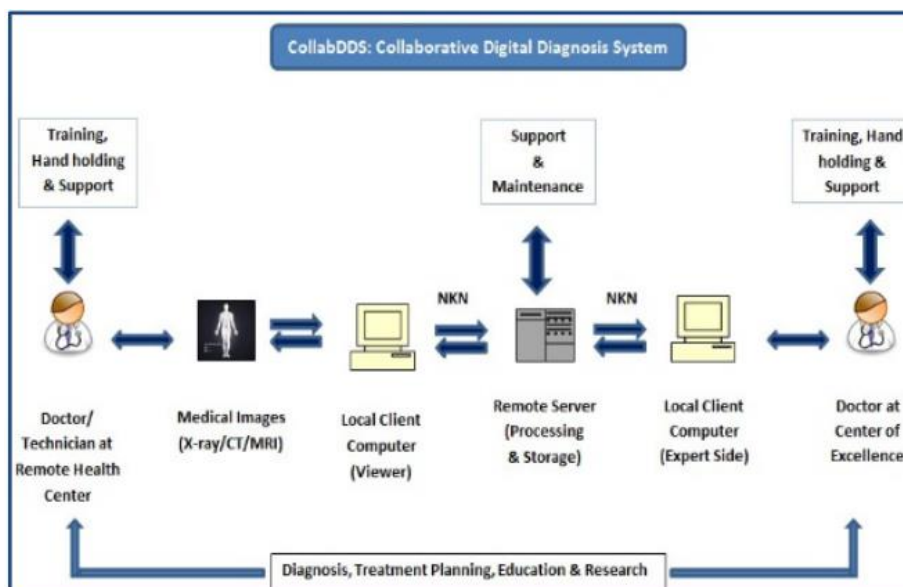 CollabDDS: Collaborative Digital Diagnosis System
Training,
Hand holding
& Support
Support
&
Maintenance
Training, Hand
holding &
Support
NKN
NKN
Doctor/
Technician at
Remote Health
Center
Medical Images
(X-ray/CT/MRI)
Local Client
Computer
(Viewer)
Remote Server
(Processing
& Storage)
Local Client
Computer
(Expert Side)
Doctor at
Center of
Excellence
Diagnosis, Treatment Planning, Education & Research